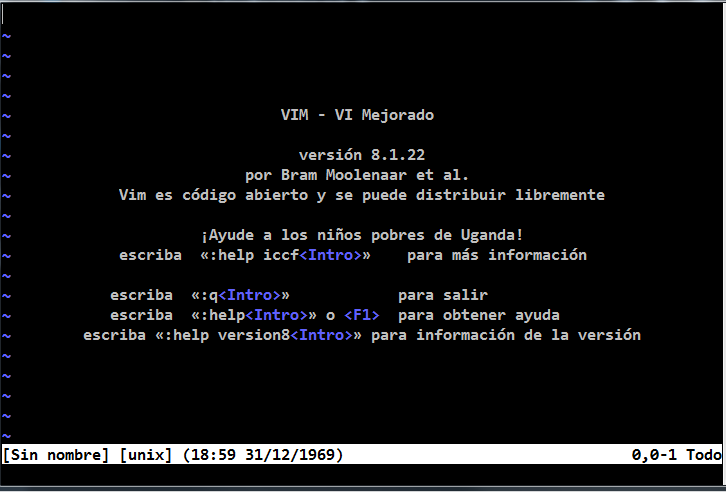 ~
~
~
~
VIM - VI Mejorado
~
versión 8.1.22
por Bram Moolenaar et al.
Vim es código abierto y se puede distribuir libremente
~
¡Ayude a los niños pobres de Uganda!
escriba «:help iccf<Intro>» para más información
~
escriba «:q<Intro>» para salir
escriba «:help<Intro>» o <F1> para obtener ayuda
escriba «:help version8<Intro>» para información de la versión
~
~
~
~
~
[Sin nombre] [unix] (18:59 31/12/1969) 0,0-1 Todo